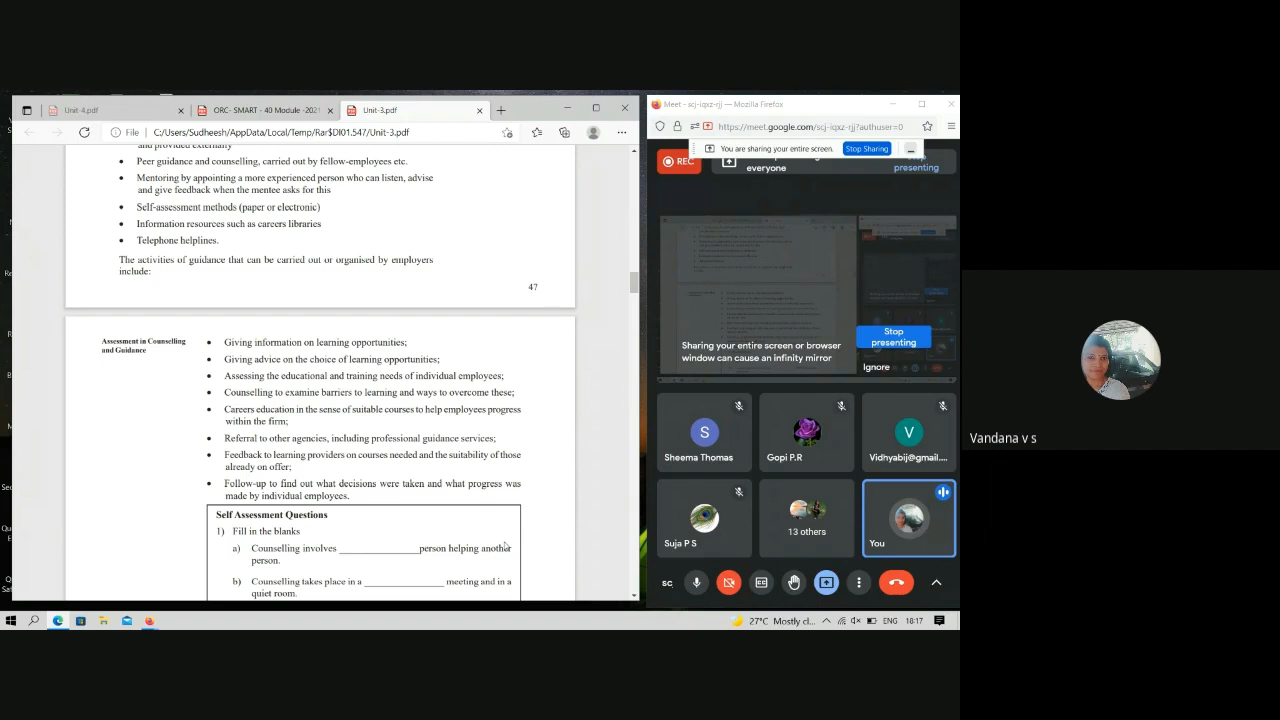 Unit-4.pdf
ORC- SMART - 40 Module -2021
Unit-3.pdf
File
C:/Users/Sudheesh/AppData/Local/Temp/Rar$DI01.547/Unit-3.pdf
and provided externally
• Peer guidance and counselling, carried out by fellow-employees etc.
• Mentoring by appointing a more experienced person who can listen, advise
and give feedback when the mentee asks for this
• Self-assessment methods (paper or electronic)
• Information resources such as careers libraries
• Telephone helplines.
The activities of guidance that can be carried out or organised by employers
include:
47
Assessment in Counselling
and Guidance
• Giving information on learning opportunities;
• Giving advice on the choice of learning opportunities;
• Assessing the educational and training needs of individual employees;
• Counselling to examine barriers to learning and ways to overcome these;
• Careers education in the sense of suitable courses to help employees progress
within the firm;
• Referral to other agencies, including professional guidance services;
• Feedback to learning providers on courses needed and the suitability of those
already on offer;
• Follow-up to find out what decisions were taken and what progress was
made by individual employees.
Self Assessment Questions
1) Fill in the blanks
a) Counselling involves ________________person helping another
person.
b) Counselling takes place in a ________________ meeting and in a
quiet room.
Meet - scj-iqxz-rjj — Mozilla Firefox
https://meet.google.com/scj-iqxz-rjj?authuser=0
You are sharing your entire screen.
Stop Sharing
REC
everyone
Stop
presenting
Stop
presenting
Sharing your entire screen or browser
window can cause an infinity mirror
Ignore
S
Sheema Thomas
Gopi P.R
V
Vidhyabij@gmail....
Suja P S
13 others
You
27°C Mostly cl...
ENG
18:17
Vandana v s